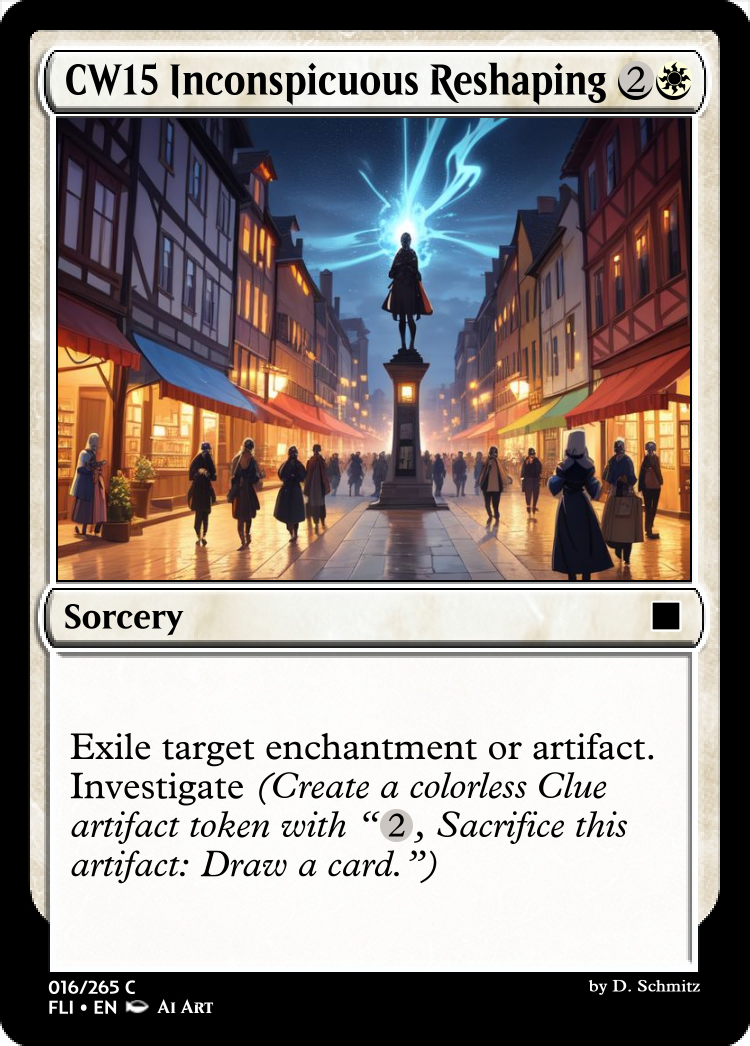 CW15 Inconspicuous Reshaping 2
Sorcery
Exile target enchantment or artifact.
Investigate (Create a colorless Clue
artifact token with “2, Sacrifice this
artifact: Draw a card.”)
016/265 C
by D. Schmitz
FLI • EN AI ART